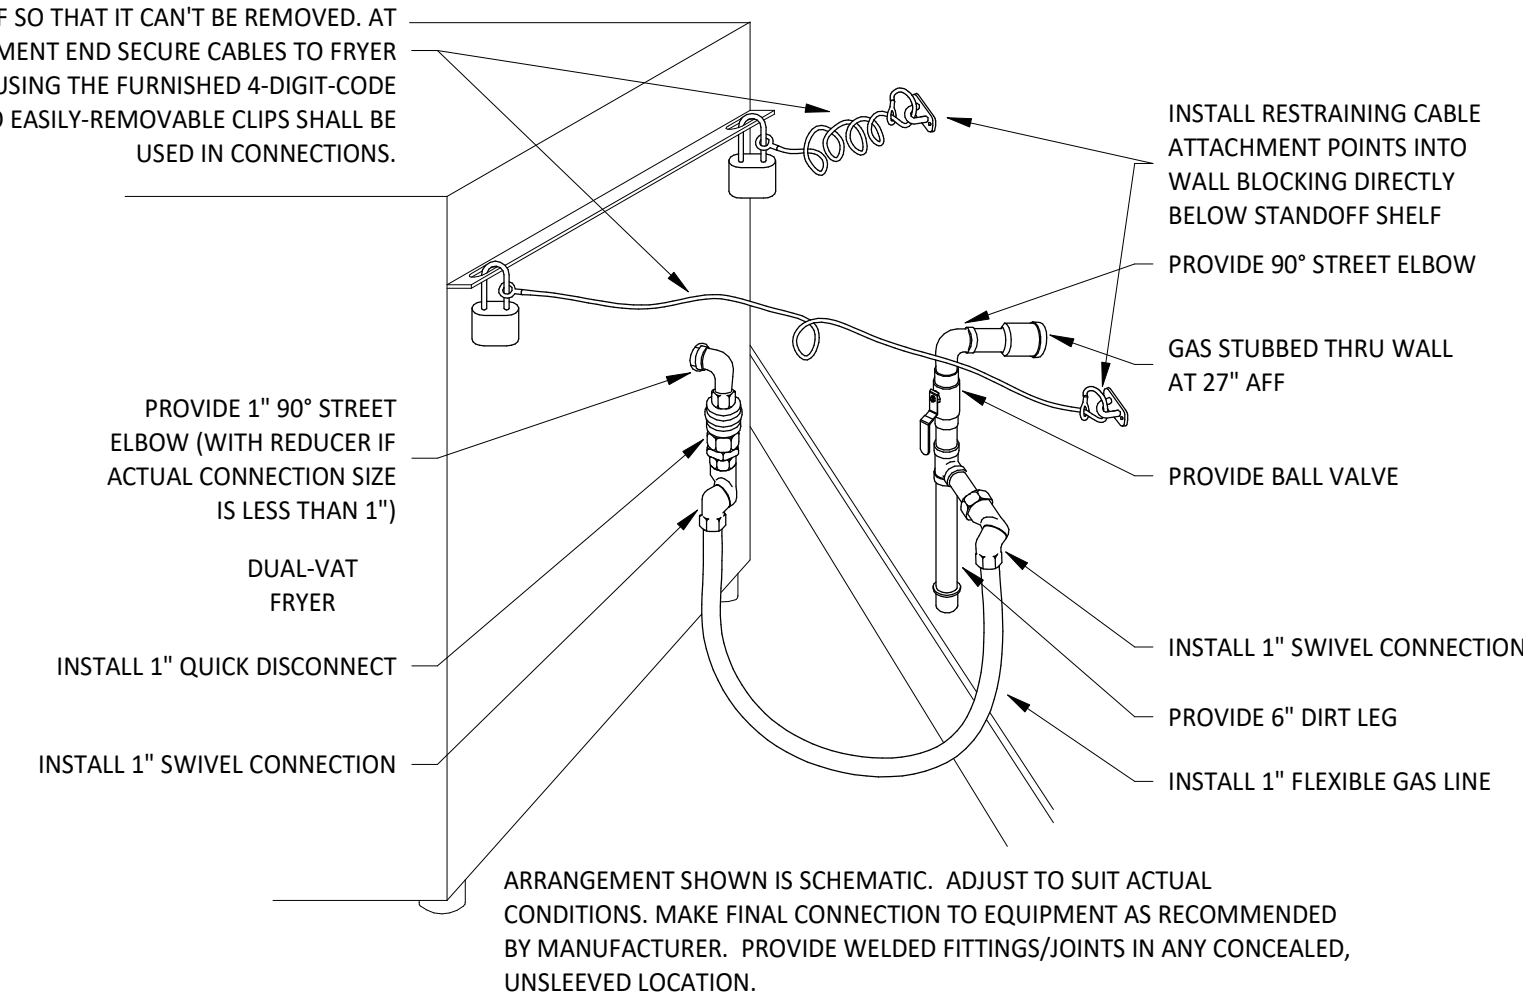 F SO THAT IT CAN'T BE REMOVED. AT
MENT END SECURE CABLES TO FRYER
USING THE FURNISHED 4-DIGIT-CODE
EASILY-REMOVABLE CLIPS SHALL BE
USED IN CONNECTIONS.
INSTALL RESTRAINING CABLE
ATTACHMENT POINTS INTO
WALL BLOCKING DIRECTLY
BELOW STANDOFF SHELF
PROVIDE 90° STREET ELBOW
GAS STUBBED THRU WALL
AT 27" AFF
PROVIDE BALL VALVE
PROVIDE 1" 90° STREET
ELBOW (WITH REDUCER IF
ACTUAL CONNECTION SIZE
IS LESS THAN 1")
DUAL-VAT
FRYER
INSTALL 1" QUICK DISCONNECT
INSTALL 1" SWIVEL CONNECTION
INSTALL 1" SWIVEL CONNECTION
PROVIDE 6" DIRT LEG
INSTALL 1" FLEXIBLE GAS LINE
ARRANGEMENT SHOWN IS SCHEMATIC.  ADJUST TO SUIT ACTUAL
CONDITIONS. MAKE FINAL CONNECTION TO EQUIPMENT AS RECOMMENDED
BY MANUFACTURER.  PROVIDE WELDED FITTINGS/JOINTS IN ANY CONCEALED,
UNSLEEVED LOCATION.